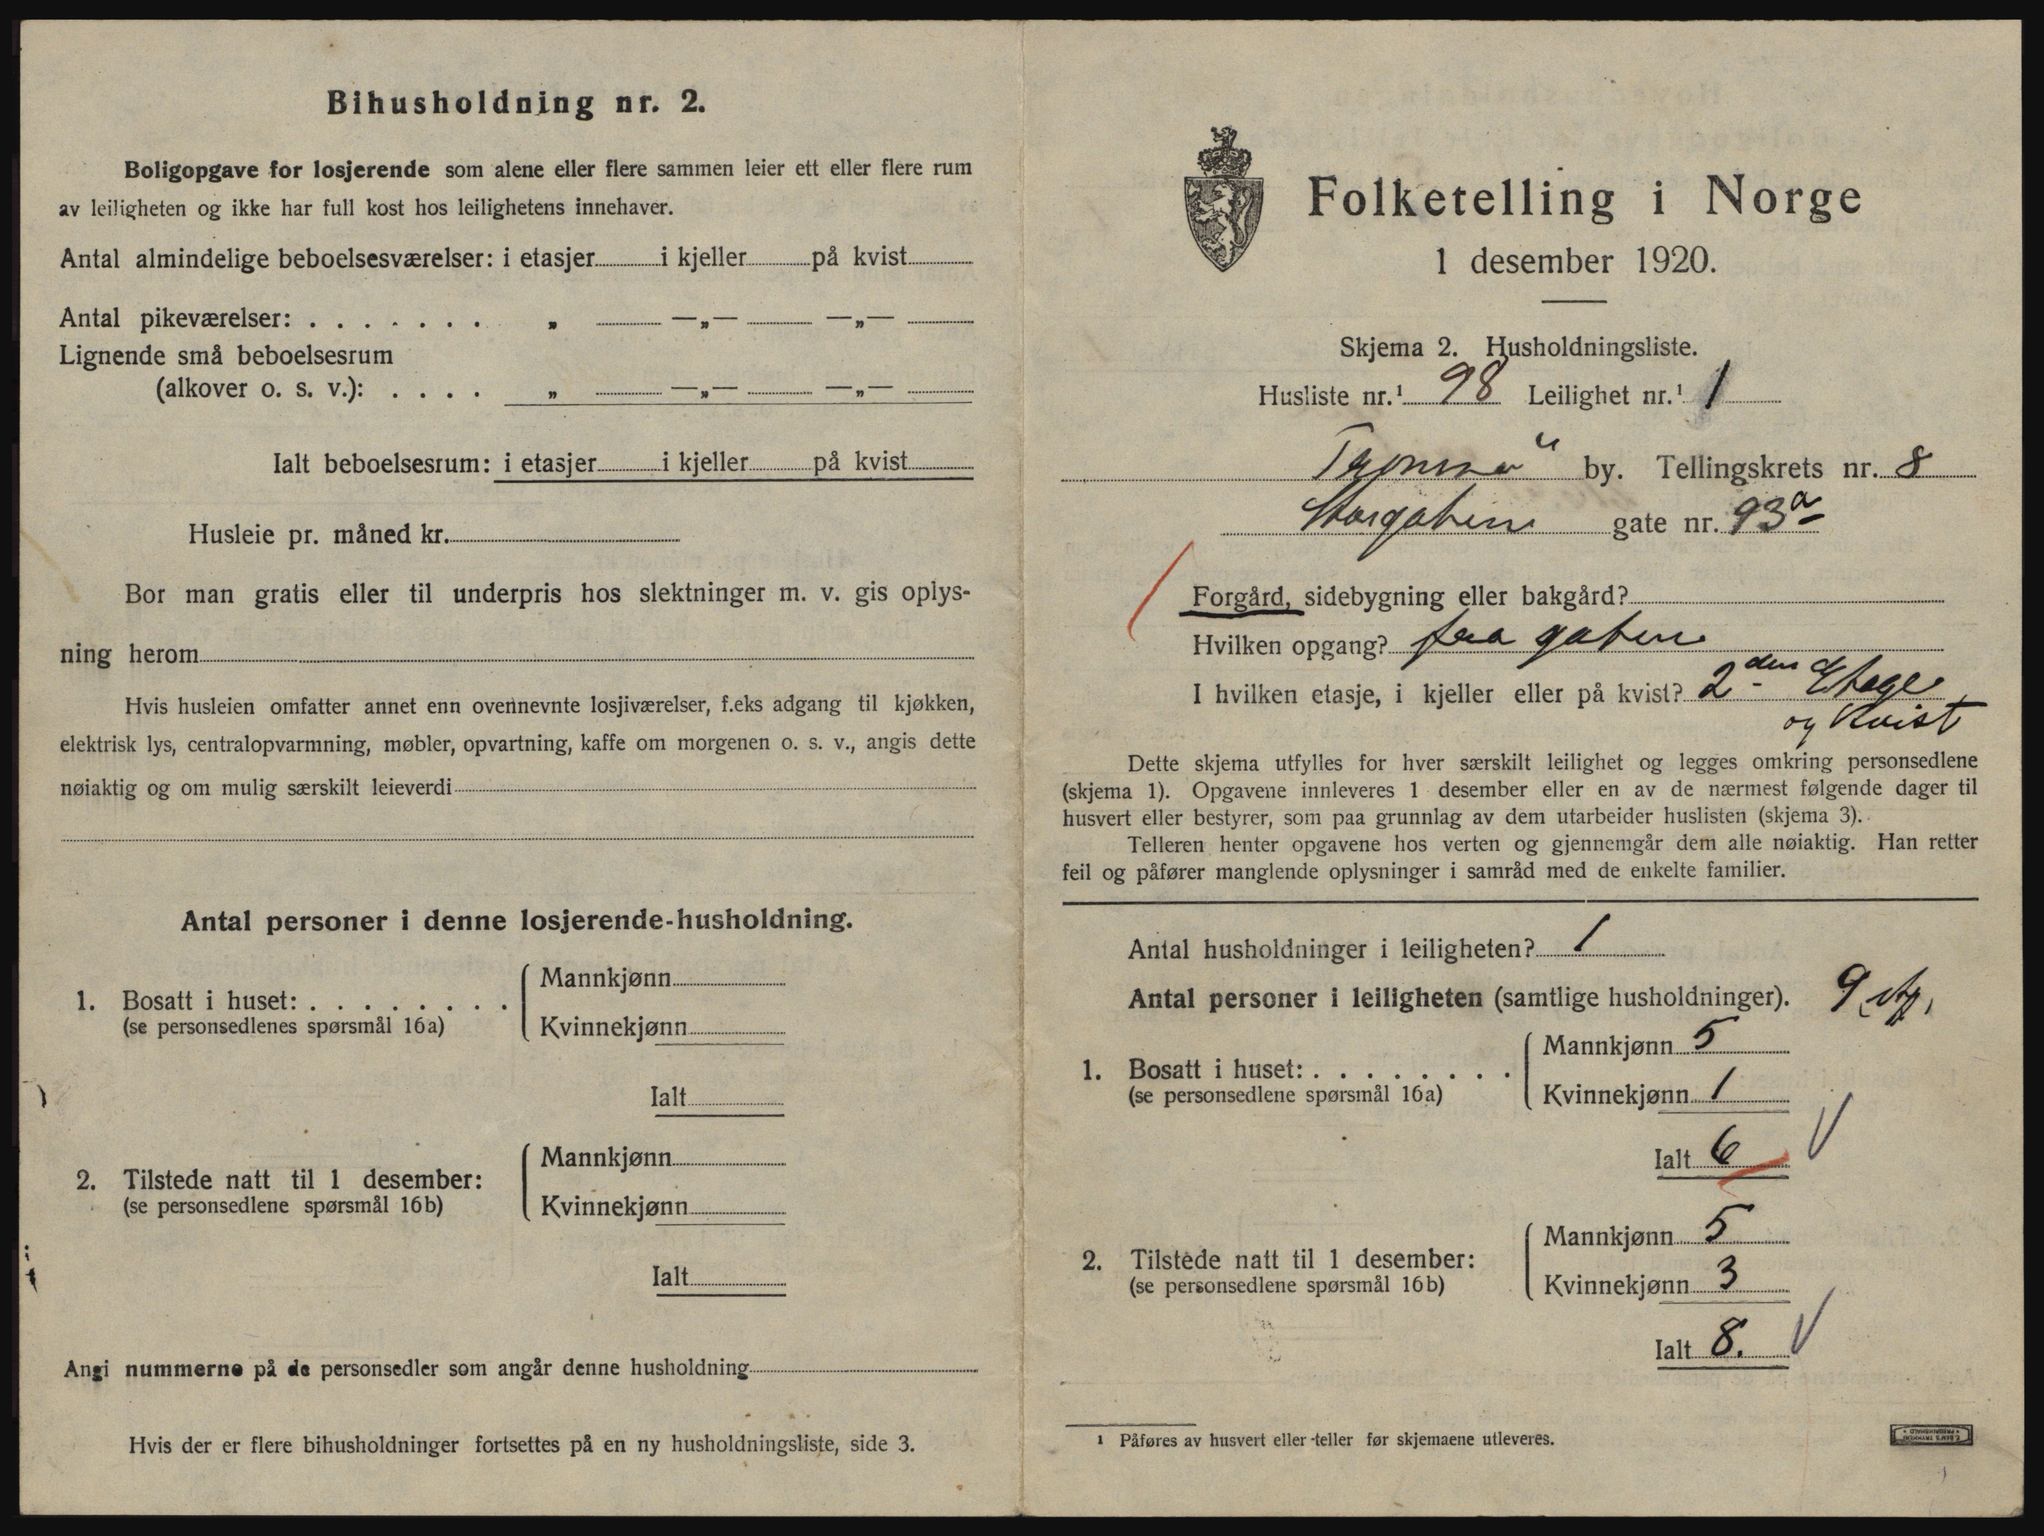 Bihusholdning nr. 2.
Boligopgave for losjerende som alene eller flere sammen leier ett eller flere rum
av leiligheten og ikke har full kost hos leilighetens innehaver.
Antal almindelige beboelsesværelser: i etasjer i kjeller på kvist
Antal pikeværelser: . . . . . . . „ —„— —„—
Lignende små beboelsesrum
(alkover o. s. v.): . . . . „ —„— —„—
Ialt beboelsesrum: i etasjer i kjeller på kvist
Husleie pr. måned kr.
Bor man gratis eller til underpris hos slektninger m. v. gis oplys-
ning herom
Hvis husleien omfatter annet enn ovennevnte losjiværelser, f.eks adgang til kjøkken,
elektrisk lys, centralopvarmning, møbler, opvartning, kaffe om morgenen o. s. v., angis dette
nøiaktig og om mulig særskilt leieverdi
Antal personer i denne losjerende-husholdning.
Mannkjønn
1. Bosatt i huset: . . . . . . . .
(se personsedlenes spørsmål 16a)
Kvinnekjønn
Ialt
Mannkjønn
2. Tilstede natt til 1 desember:
(se personsedlene spørsmål 16b)
Kvinnekjønn
Ialt
Angi nummerne på de personsedler som angår denne husholdning
Hvis der er flere bihusholdninger fortsettes på en ny husholdningsliste, side 3.
Folketelling i Norge
1 desember 1920.
Skjema 2. Husholdningsliste.
Husliste nr.¹ 98 Leilighet nr.¹ 1
Tromsø by. Tellingskrets nr. 8
Storgaten gate nr. 93a
Forgård, sidebygning eller bakgård?
Hvilken opgang? fra gaten
I hvilken etasje, i kjeller eller på kvist? 2den Etage
og Kvist
Dette skjema utfylles for hver særskilt leilighet og legges omkring personsedlene
(skjema 1). Opgavene innleveres 1 desember eller en av de nærmest følgende dager til
husvert eller bestyrer, som paa grunnlag av dem utarbeider huslisten (skjema 3).
Telleren henter opgavene hos verten og gjennemgår dem alle nøiaktig. Han retter
feil og påfører manglende oplysninger i samråd med de enkelte familier.
Antal husholdninger i leiligheten? 1
Antal personer i leiligheten (samtlige husholdninger). 9
Mannkjønn 5
1. Bosatt i huset: . . . . . . . .
(se personsedlene spørsmål 16a)
Kvinnekjønn 1
Ialt 6
Mannkjønn 5
2. Tilstede natt til 1 desember:
(se personsedlene spørsmål 16b)
Kvinnekjønn 3
Ialt 8.
¹ Påføres av husvert eller -teller før skjemaene utleveres.